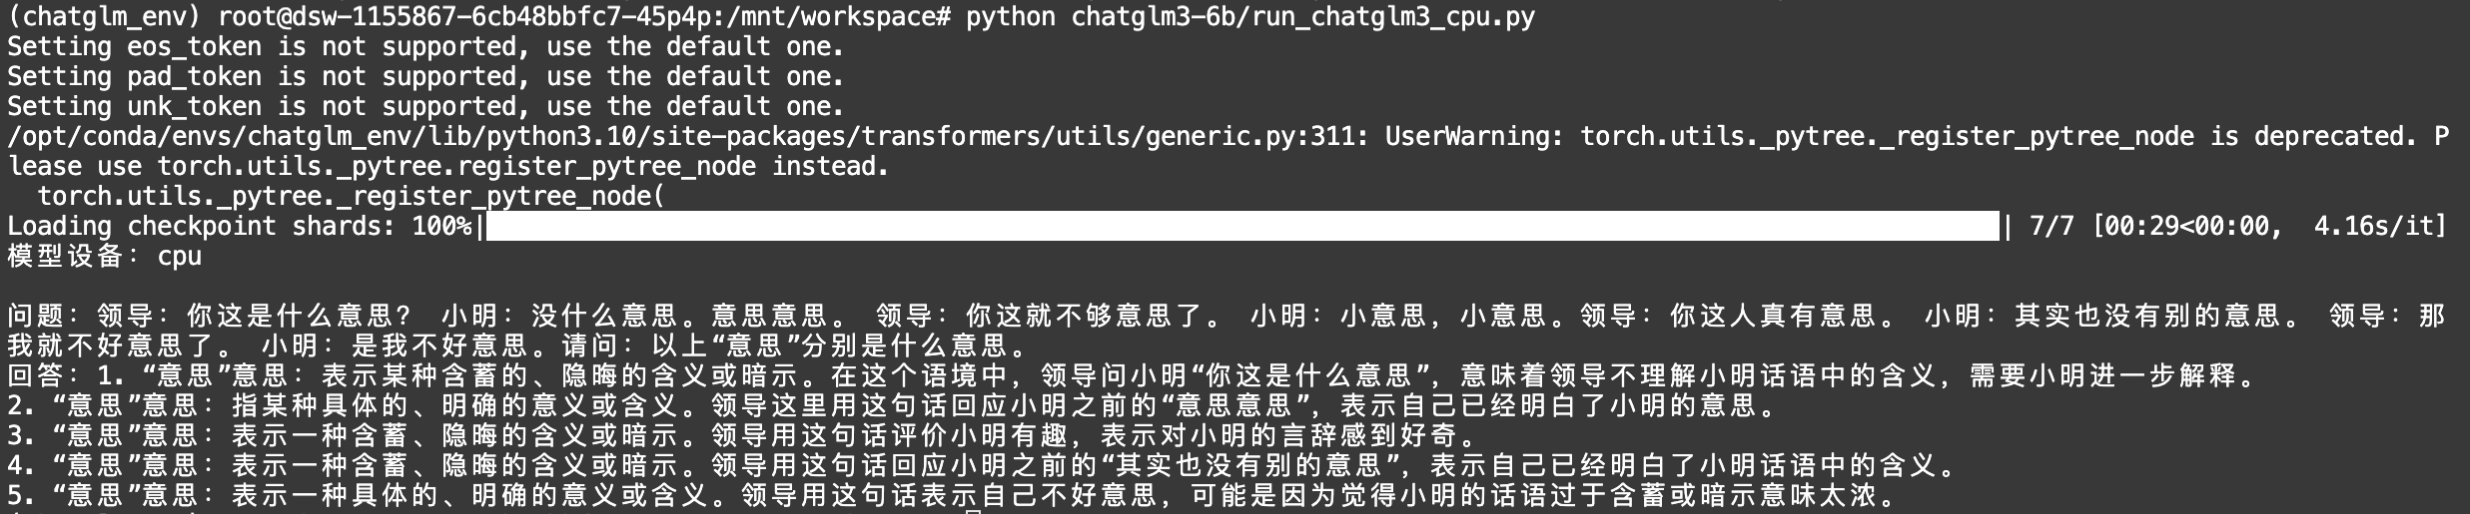 (chatglm_env) root@dsw-1155867-6cb48bbfc7-45p4p:/mnt/workspace# python chatglm3-6b/run_chatglm3_cpu.py
Setting eos_token is not supported, use the default one.
Setting pad_token is not supported, use the default one.
Setting unk_token is not supported, use the default one.
/opt/conda/envs/chatglm_env/lib/python3.10/site-packages/transformers/utils/generic.py:311: UserWarning: torch.utils._pytree._register_pytree_node is deprecated. P
lease use torch.utils._pytree.register_pytree_node instead.
  torch.utils._pytree._register_pytree_node(
Loading checkpoint shards: 100%|██████████| 7/7 [00:29<00:00,  4.16s/it]
模型设备：cpu
问题：领导：你这是什么意思？ 小明：没什么意思。意思意思。 领导：你这就不够意思了。 小明：小意思，小意思。领导：你这人真有意思。 小明：其实也没有别的意思。 领导：那
我就不好意思了。 小明：是我不好意思。请问：以上“意思”分别是什么意思。
回答：1. “意思”意思：表示某种含蓄的、隐晦的含义或暗示。在这个语境中，领导问小明“你这是什么意思”，意味着领导不理解小明话语中的含义，需要小明进一步解释。
2. “意思”意思：指某种具体的、明确的意义或含义。领导这里用这句话回应小明之前的“意思意思”，表示自己已经明白了小明的意思。
3. “意思”意思：表示一种含蓄、隐晦的含义或暗示。领导用这句话评价小明有趣，表示对小明的言辞感到好奇。
4. “意思”意思：表示一种含蓄、隐晦的含义或暗示。领导用这句话回应小明之前的“其实也没有别的意思”，表示自己已经明白了小明话语中的含义。
5. “意思”意思：表示一种具体的、明确的意义或含义。领导用这句话表示自己不好意思，可能是因为觉得小明的话语过于含蓄或暗示意味太浓。